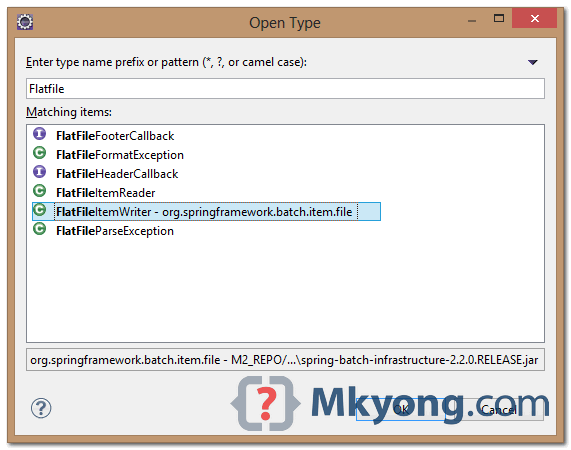 Open Type
Enter type name prefix or pattern (*, ?, or camel case):
Flatfile
Matching items:
I FlatFileFooterCallback
C FlatFileFormatException
I FlatFileHeaderCallback
C FlatFileItemReader
C FlatFileItemWriter - org.springframework.batch.item.file
C FlatFileParseException
org.springframework.batch.item.file - M2_REPO/...\spring-batch-infrastructure-2.2.0.RELEASE.jar
? {?} Mkyong.com
OK Cancel